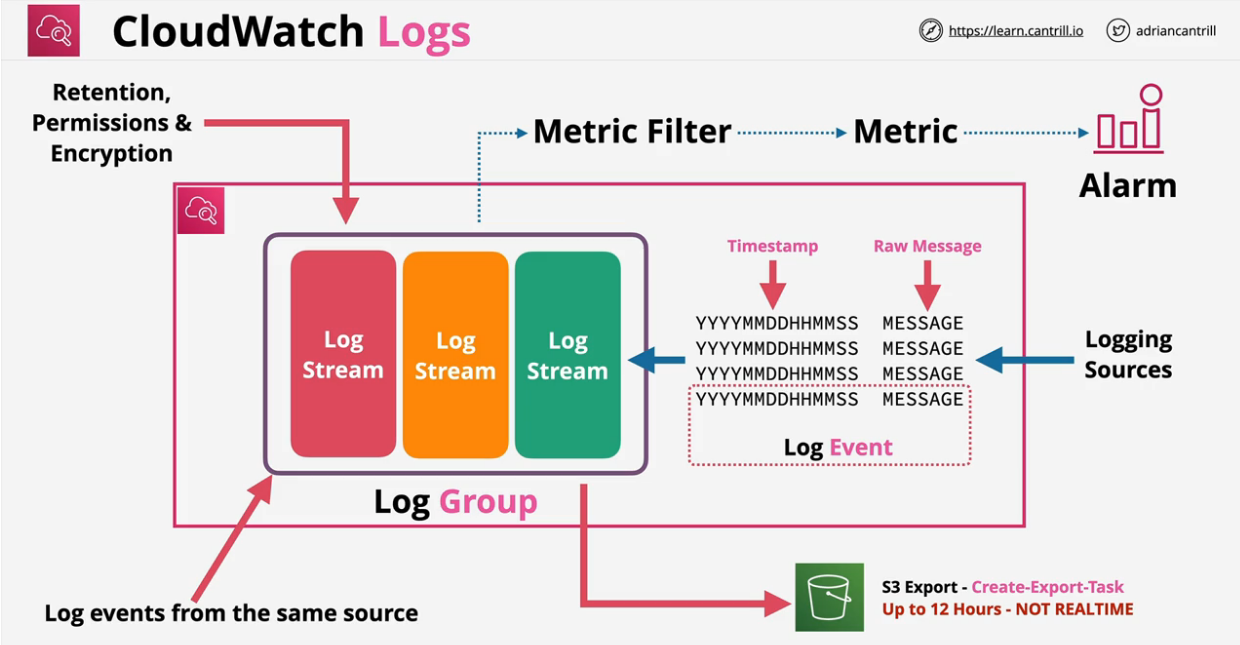 CloudWatch Logs
https://learn.cantrill.io
adriancantrill
Retention,
Permissions &
Encryption
Metric Filter
Metric
Alarm
Timestamp
Raw Message
YYYYMMDDHHMMSS MESSAGE
YYYYMMDDHHMMSS MESSAGE
YYYYMMDDHHMMSS MESSAGE
YYYYMMDDHHMMSS MESSAGE
Log Event
Log
Stream
Log
Stream
Log
Stream
Logging
Sources
Log Group
Log events from the same source
S3 Export - Create-Export-Task
Up to 12 Hours - NOT REALTIME